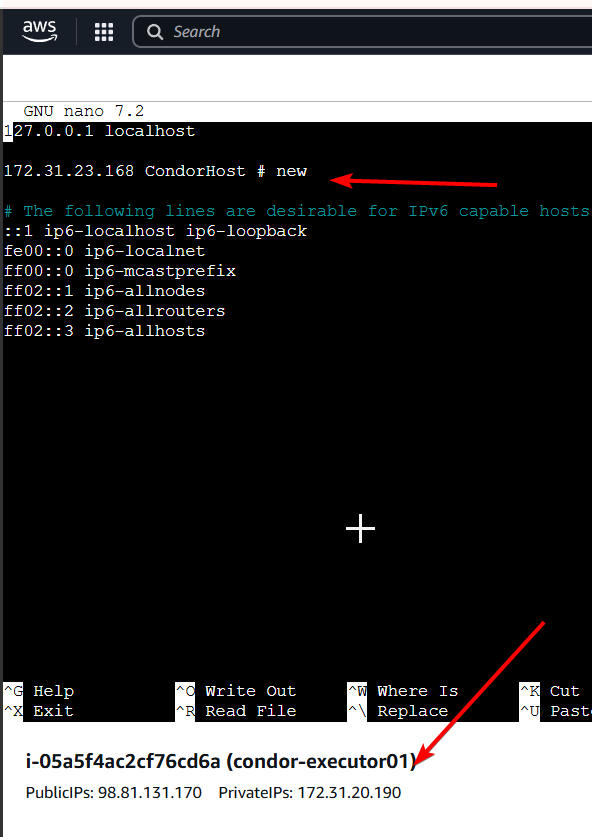 aws
Search
GNU nano 7.2
127.0.0.1 localhost
172.31.23.168 CondorHost # new
# The following lines are desirable for IPv6 capable hosts
::1 ip6-localhost ip6-loopback
fe00::0 ip6-localnet
ff00::0 ip6-mcastprefix
ff02::1 ip6-allnodes
ff02::2 ip6-allrouters
ff02::3 ip6-allhosts
^G Help ^O Write Out ^W Where Is ^K Cut
^X Exit ^R Read File ^\ Replace ^U Past
i-05a5f4ac2cf76cd6a (condor-executor01)
PublicIPs: 98.81.131.170 PrivateIPs: 172.31.20.190